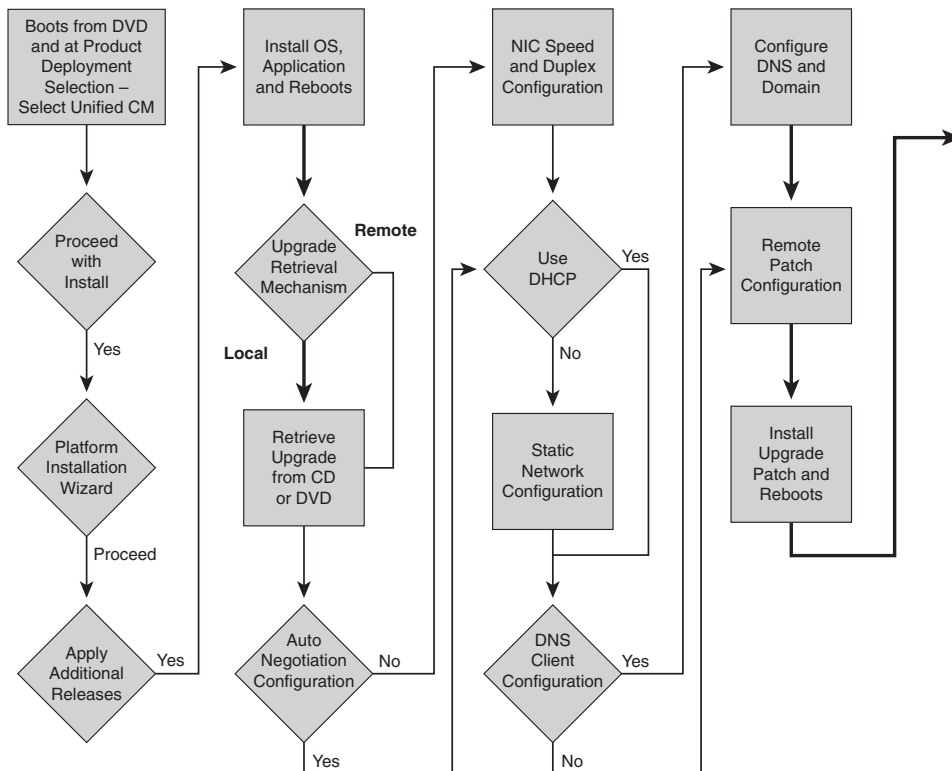 Boots from DVD
and at Product
Deployment
Selection –
Select Unified CM
Proceed
with
Install
Yes
Platform
Installation
Wizard
Proceed
Apply
Additional
Releases
Yes
Install OS,
Application
and Reboots
Remote
Upgrade
Retrieval
Mechanism
Local
Retrieve
Upgrade
from CD
or DVD
Auto
Negotiation
Configuration
No
Yes
NIC Speed
and Duplex
Configuration
Use
DHCP
Yes
No
Static
Network
Configuration
DNS
Client
Configuration
Yes
No
Configure
DNS and
Domain
Remote
Patch
Configuration
Install
Upgrade
Patch and
Reboots